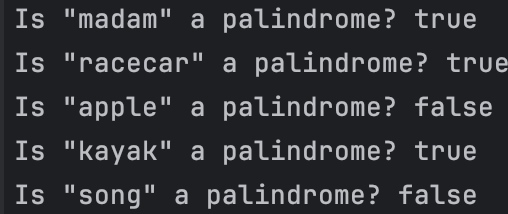 Is "madam" a palindrome? true
Is "racecar" a palindrome? true
Is "apple" a palindrome? false
Is "kayak" a palindrome? true
Is "song" a palindrome? false